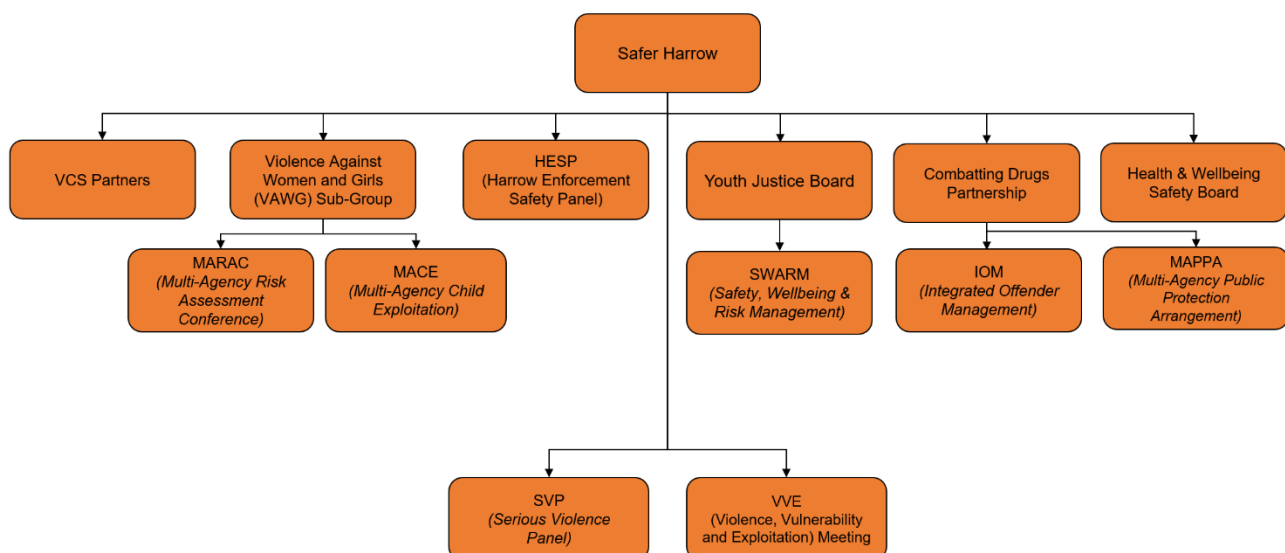 Safer Harrow
VCS Partners
Violence Against
Women and Girls
(VAWG) Sub-Group
HESP
(Harrow Enforcement
Safety Panel)
Youth Justice Board
Combatting Drugs
Partnership
Health & Wellbeing
Safety Board
MARAC
(Multi-Agency Risk
Assessment
Conference)
MACE
(Multi-Agency Child
Exploitation)
SWARM
(Safety, Wellbeing &
Risk Management)
IOM
(Integrated Offender
Management)
MAPPA
(Multi-Agency Public
Protection
Arrangement)
SVP
(Serious Violence
Panel)
VVE
(Violence, Vulnerability
and Exploitation) Meeting